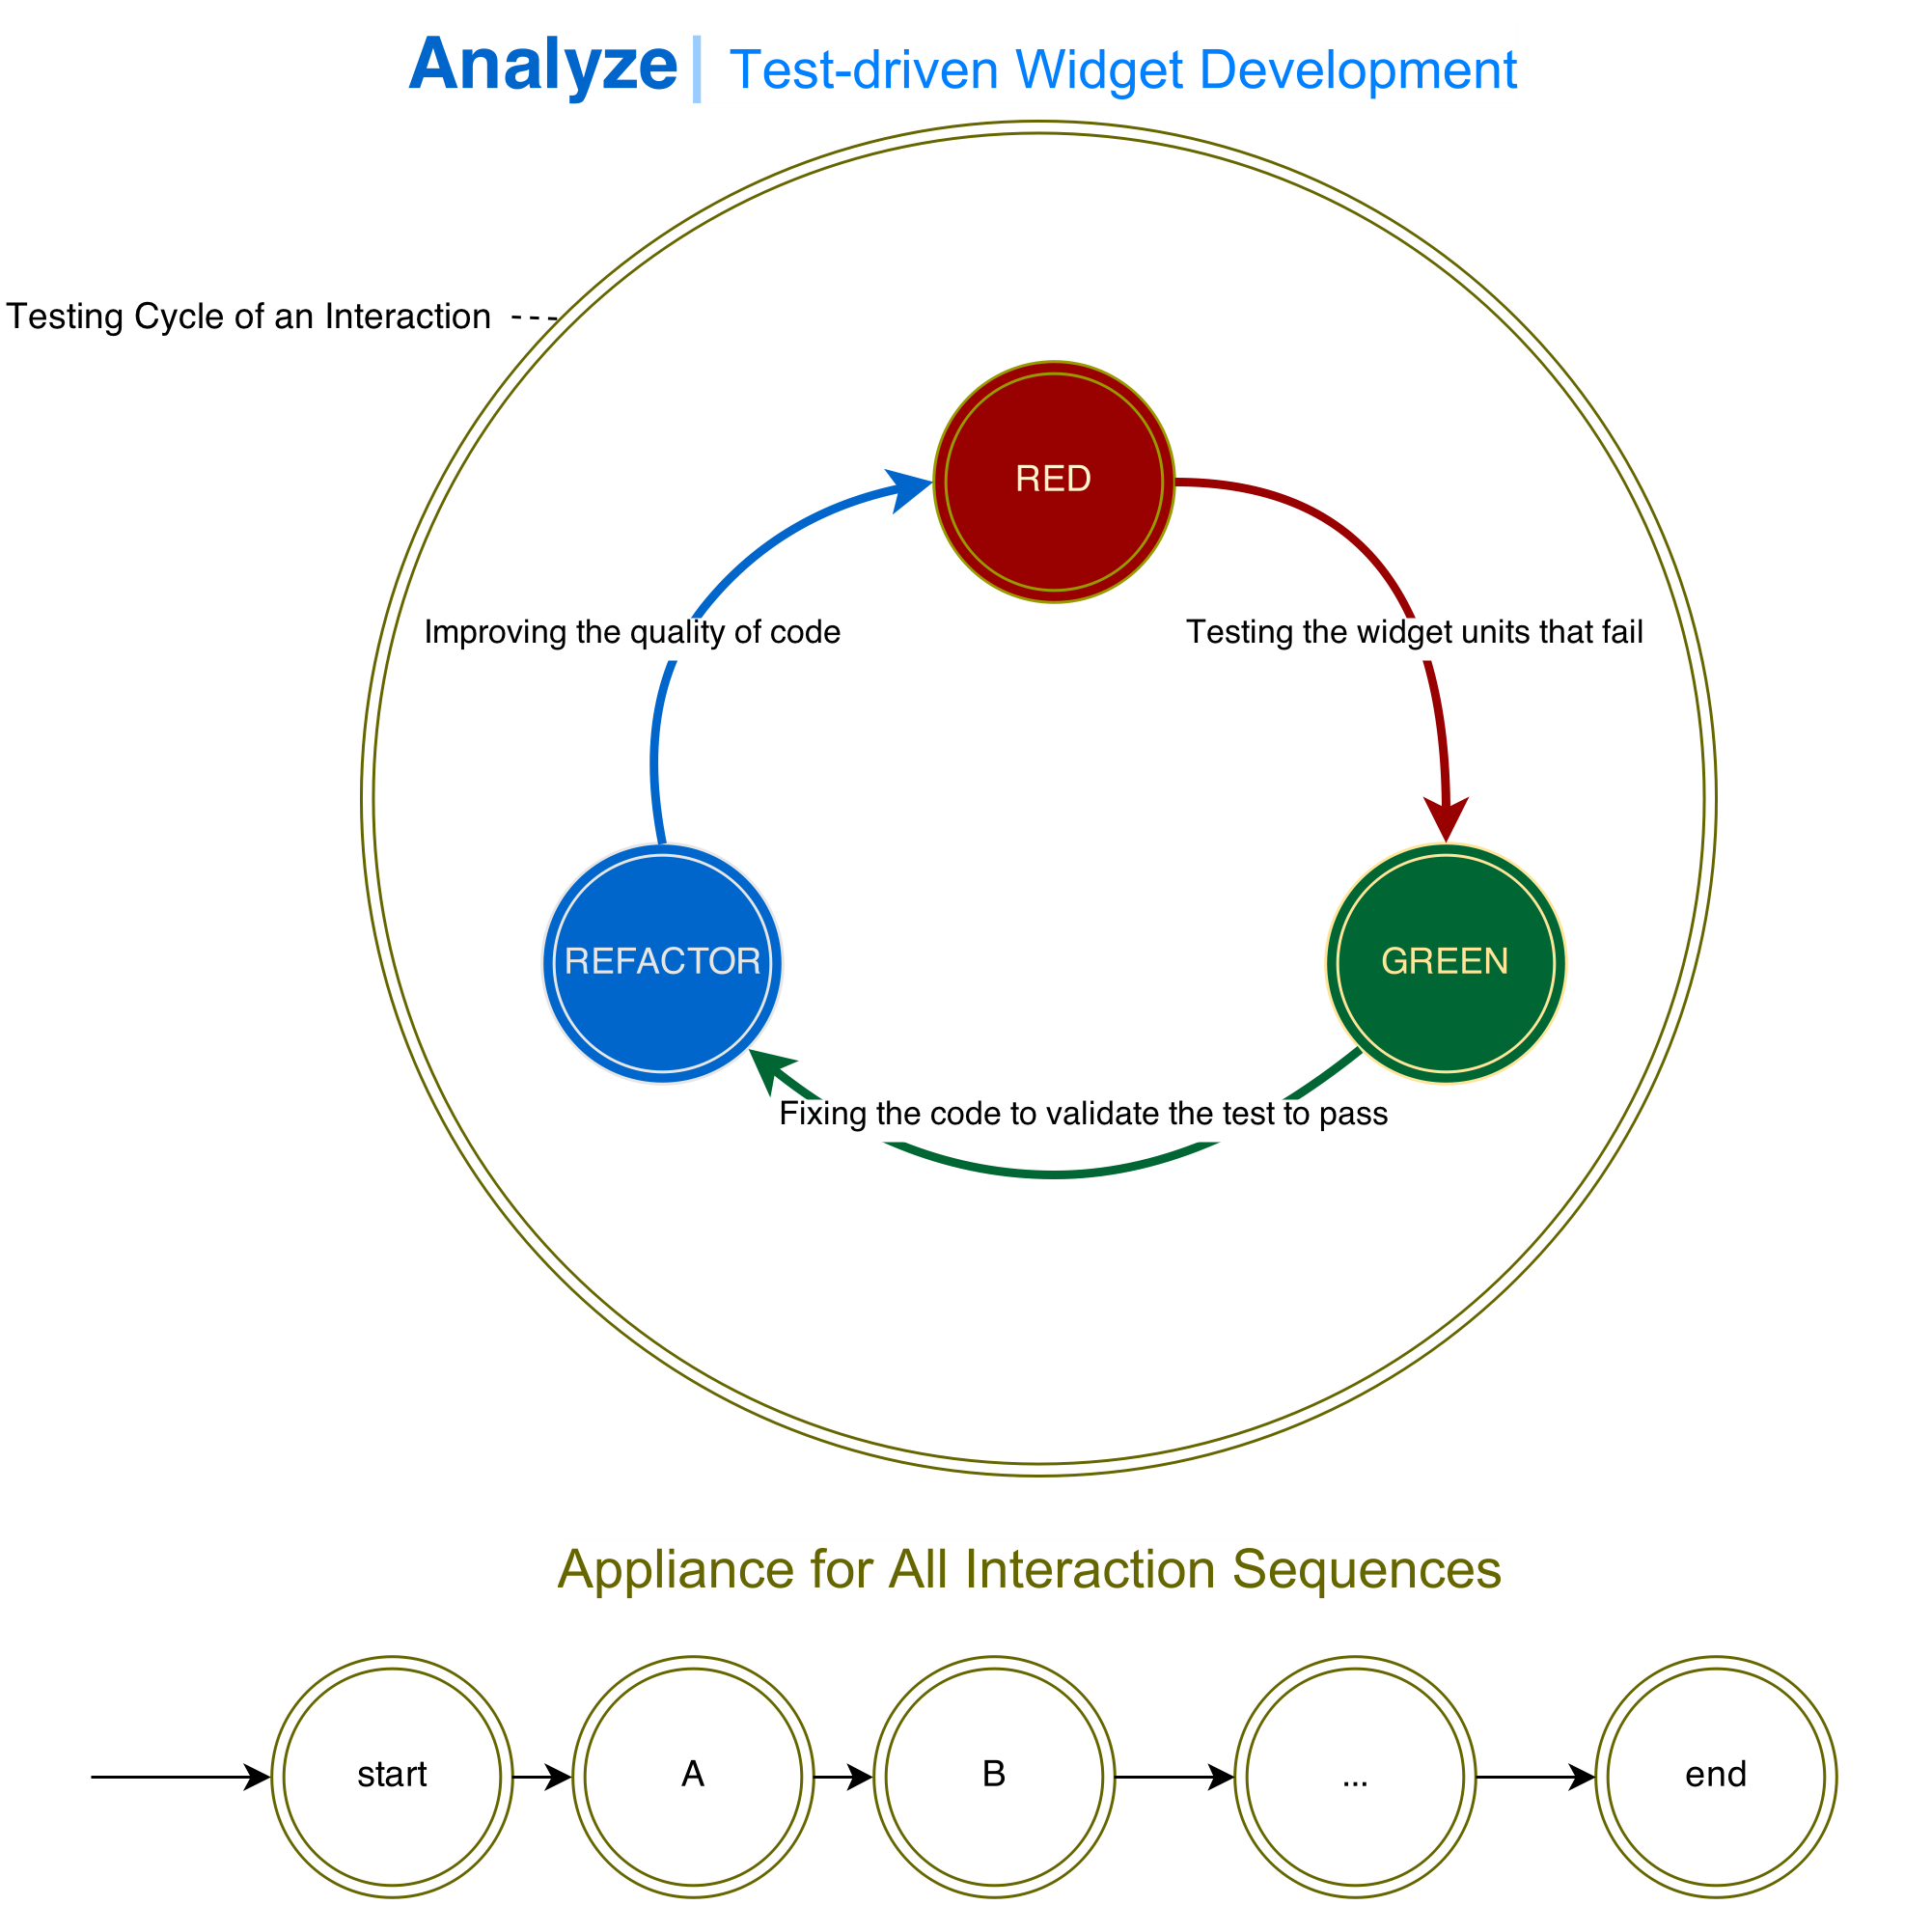 Analyze | Test-driven Widget Development
Testing Cycle of an Interaction
RED
Improving the quality of code
Testing the widget units that fail
REFACTOR
GREEN
Fixing the code to validate the test to pass
Appliance for All Interaction Sequences
start
A
B
...
end